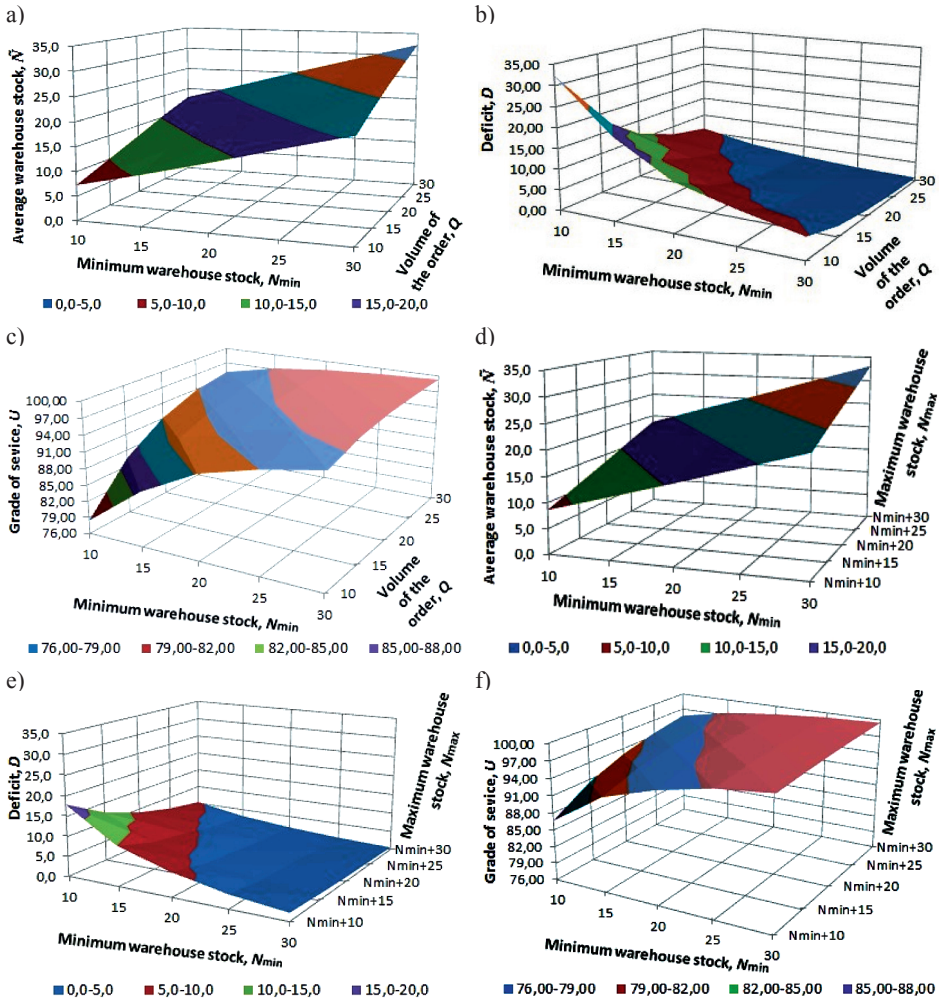 a)
35,0
30,0
25,0
20,0
15,0
10,0
5,0
0,0
Average warehouse stock, N̄
10
15
20
25
30
Minimum warehouse stock, Nmin
10
15
20
25
30
Volume of
the order, Q
0,0-5,0 5,0-10,0 10,0-15,0 15,0-20,0
b)
35,00
30,00
25,00
20,00
15,00
10,00
5,00
0,00
Deficit, D
10
15
20
25
30
Minimum warehouse stock, Nmin
10
15
20
25
30
Volume
of the
order, Q
c)
100,00
97,00
94,00
91,00
88,00
85,00
82,00
79,00
76,00
Grade of sevice, U
10
15
20
25
30
Minimum warehouse stock, Nmin
10
15
20
25
30
Volume
of the
order, Q
76,00-79,00 79,00-82,00 82,00-85,00 85,00-88,00
d)
35,0
30,0
25,0
20,0
15,0
10,0
5,0
0,0
Average warehouse stock, N̄
10
15
20
25
30
Minimum warehouse stock, Nmin
Maximum warehouse
stock, Nmax
Nmin+30
Nmin+25
Nmin+20
Nmin+15
Nmin+10
0,0-5,0 5,0-10,0 10,0-15,0 15,0-20,0
e)
35,0
30,0
25,0
20,0
15,0
10,0
5,0
0,0
Deficit, D
10
15
20
25
30
Minimum warehouse stock, Nmin
Maximum warehouse
stock, Nmax
Nmin+30
Nmin+25
Nmin+20
Nmin+15
Nmin+10
0,0-5,0 5,0-10,0 10,0-15,0 15,0-20,0
f)
100,00
97,00
94,00
91,00
88,00
85,00
82,00
79,00
76,00
Grade of sevice, U
10
15
20
25
30
Minimum warehouse stock, Nmin
Maximum warehouse
stock, Nmax
Nmin+30
Nmin+25
Nmin+20
Nmin+15
Nmin+10
76,00-79,00 79,00-82,00 82,00-85,00 85,00-88,00